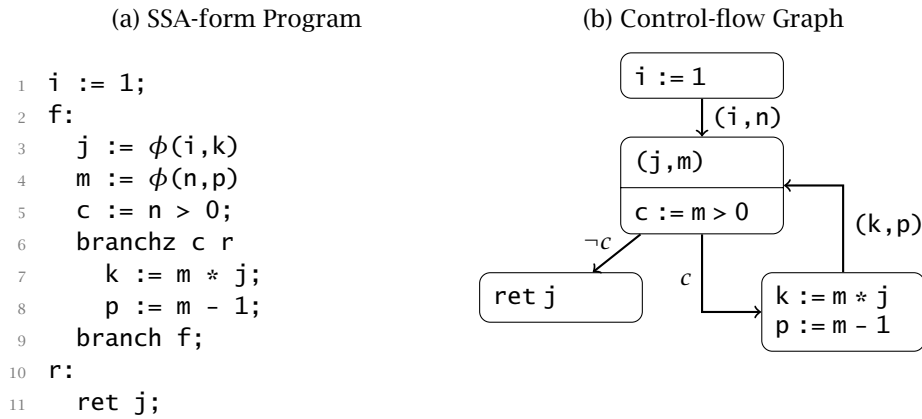 (a) SSA-form Program
1 i := 1;
2 f:
3 j := ϕ(i,k)
4 m := ϕ(n,p)
5 c := n > 0;
6 branchz c r
7 k := m * j;
8 p := m - 1;
9 branch f;
10 r:
11 ret j;
(b) Control-flow Graph
i := 1
(i,n)
(j,m)
c := m > 0
(k,p)
¬c
c
ret j
k := m * j
p := m - 1